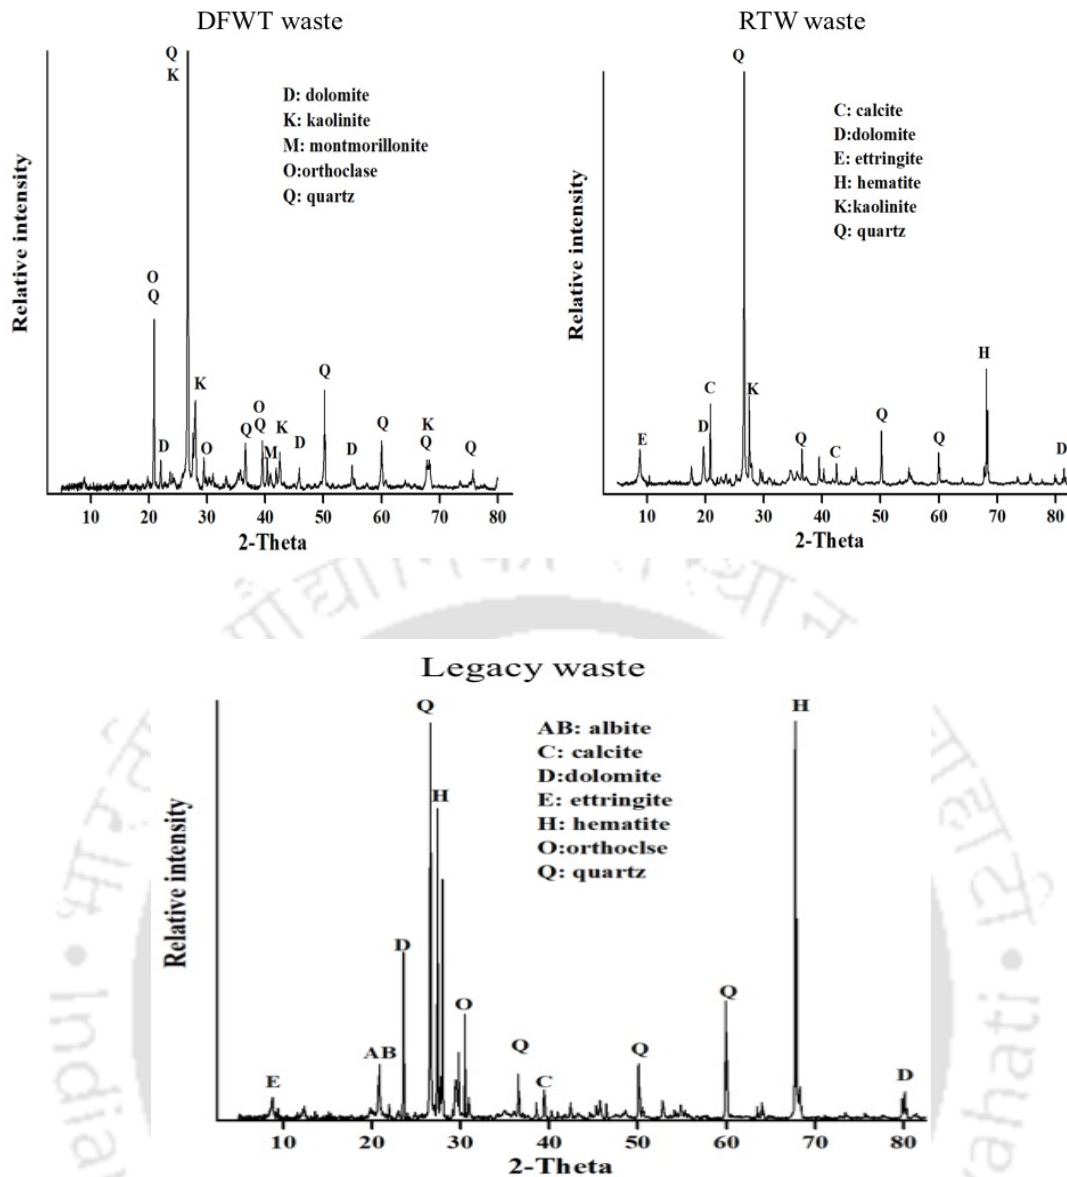 DFWT waste
Q
K
D: dolomite
K: kaolinite
M: montmorillonite
O:orthoclase
Q: quartz
O
Q
D
K
O
Q
O
Q
M
K
D
Q
D
Q
K
Q
Q
Relative intensity
10 20 30 40 50 60 70 80
2-Theta
RTW waste
Q
C: calcite
D:dolomite
E: ettringite
H: hematite
K:kaolinite
Q: quartz
E
D
C
K
Q
C
Q
Q
H
D
Relative intensity
10 20 30 40 50 60 70 80
2-Theta
Legacy waste
Q
H
AB: albite
C: calcite
D:dolomite
E: ettringite
H: hematite
O:orthoclse
Q: quartz
H
D
O
AB
E
Q
C
Q
Q
D
Relative intensity
10 20 30 40 50 60 70 80
2-Theta
Indian